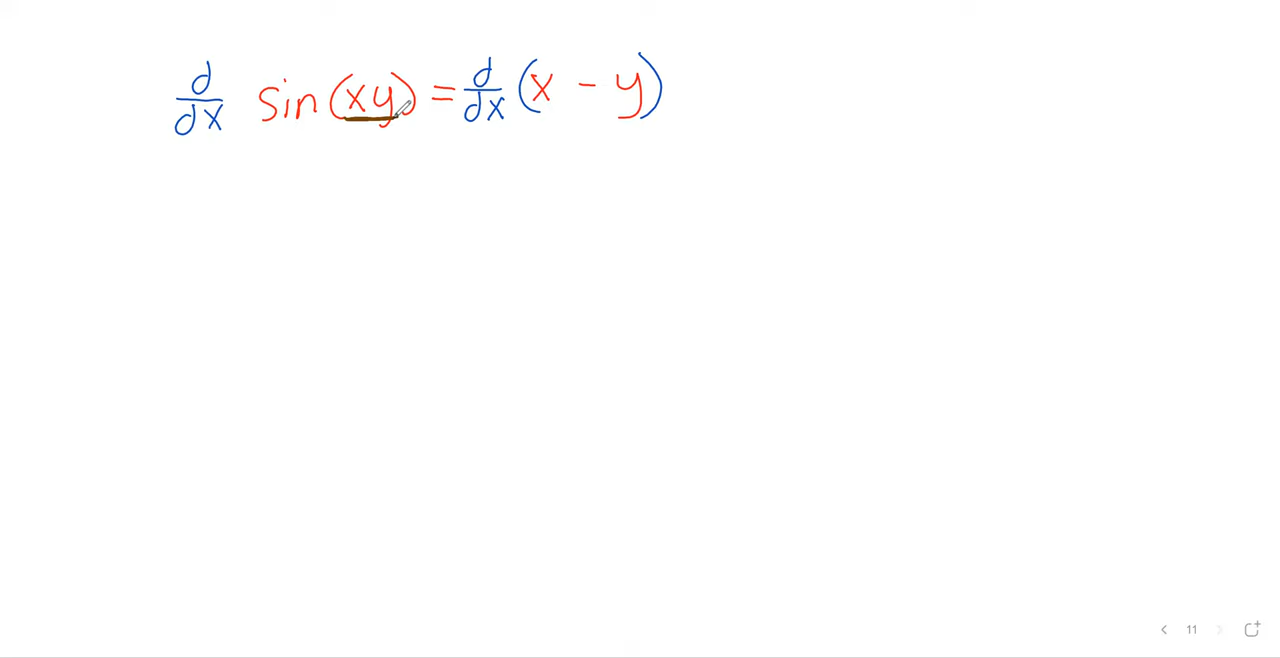 d/dx sin(xy) = d/dx (x - y)
11